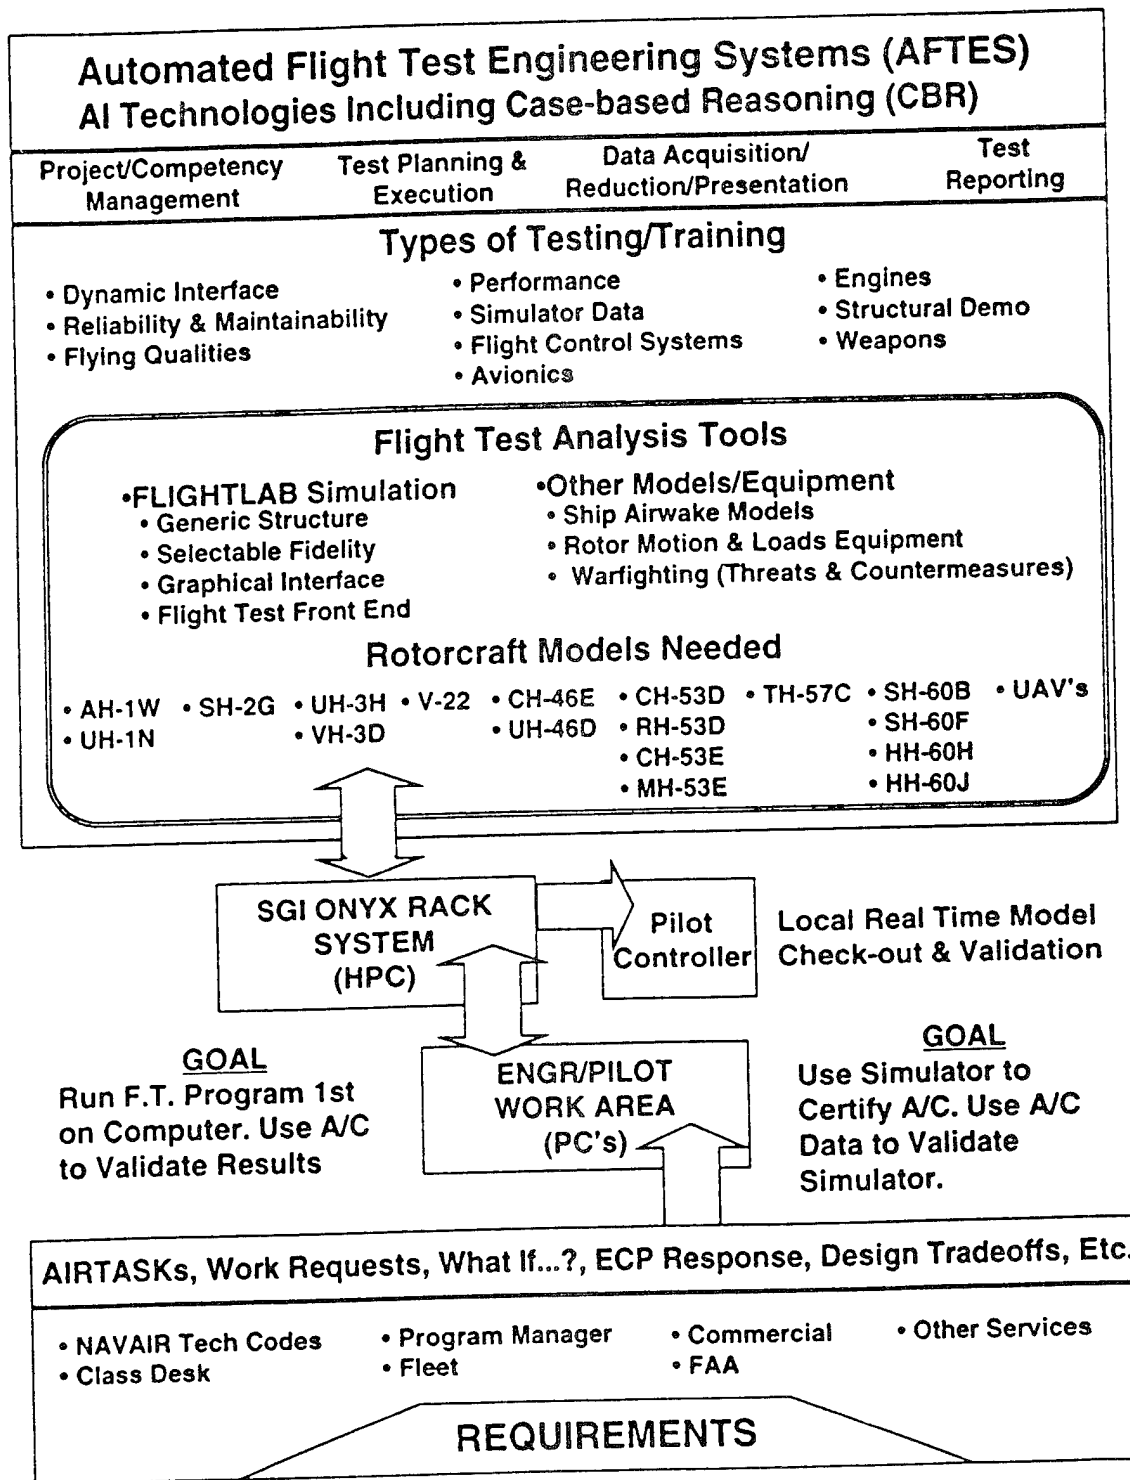 Automated Flight Test Engineering Systems (AFTES)
AI Technologies Including Case-based Reasoning (CBR)
Project/Competency
Management
Test Planning &
Execution
Data Acquisition/
Reduction/Presentation
Test
Reporting
Types of Testing/Training
• Dynamic Interface
• Reliability & Maintainability
• Flying Qualities
• Performance
• Simulator Data
• Flight Control Systems
• Avionics
• Engines
• Structural Demo
• Weapons
Flight Test Analysis Tools
•FLIGHTLAB Simulation
• Generic Structure
• Selectable Fidelity
• Graphical Interface
• Flight Test Front End
•Other Models/Equipment
• Ship Airwake Models
• Rotor Motion & Loads Equipment
• Warfighting (Threats & Countermeasures)
Rotorcraft Models Needed
• AH-1W
• UH-1N
• SH-2G
• UH-3H
• VH-3D
• V-22
• CH-46E
• UH-46D
• CH-53D
• RH-53D
• CH-53E
• MH-53E
• TH-57C
• SH-60B
• SH-60F
• HH-60H
• HH-60J
• UAV's
SGI ONYX RACK
SYSTEM
(HPC)
Pilot
Controller
Local Real Time Model
Check-out & Validation
GOAL
Run F.T. Program 1st
on Computer. Use A/C
to Validate Results
ENGR/PILOT
WORK AREA
(PC's)
GOAL
Use Simulator to
Certify A/C. Use A/C
Data to Validate
Simulator.
AIRTASKs, Work Requests, What If...?, ECP Response, Design Tradeoffs, Etc.
• NAVAIR Tech Codes
• Class Desk
• Program Manager
• Fleet
• Commercial
• FAA
• Other Services
REQUIREMENTS